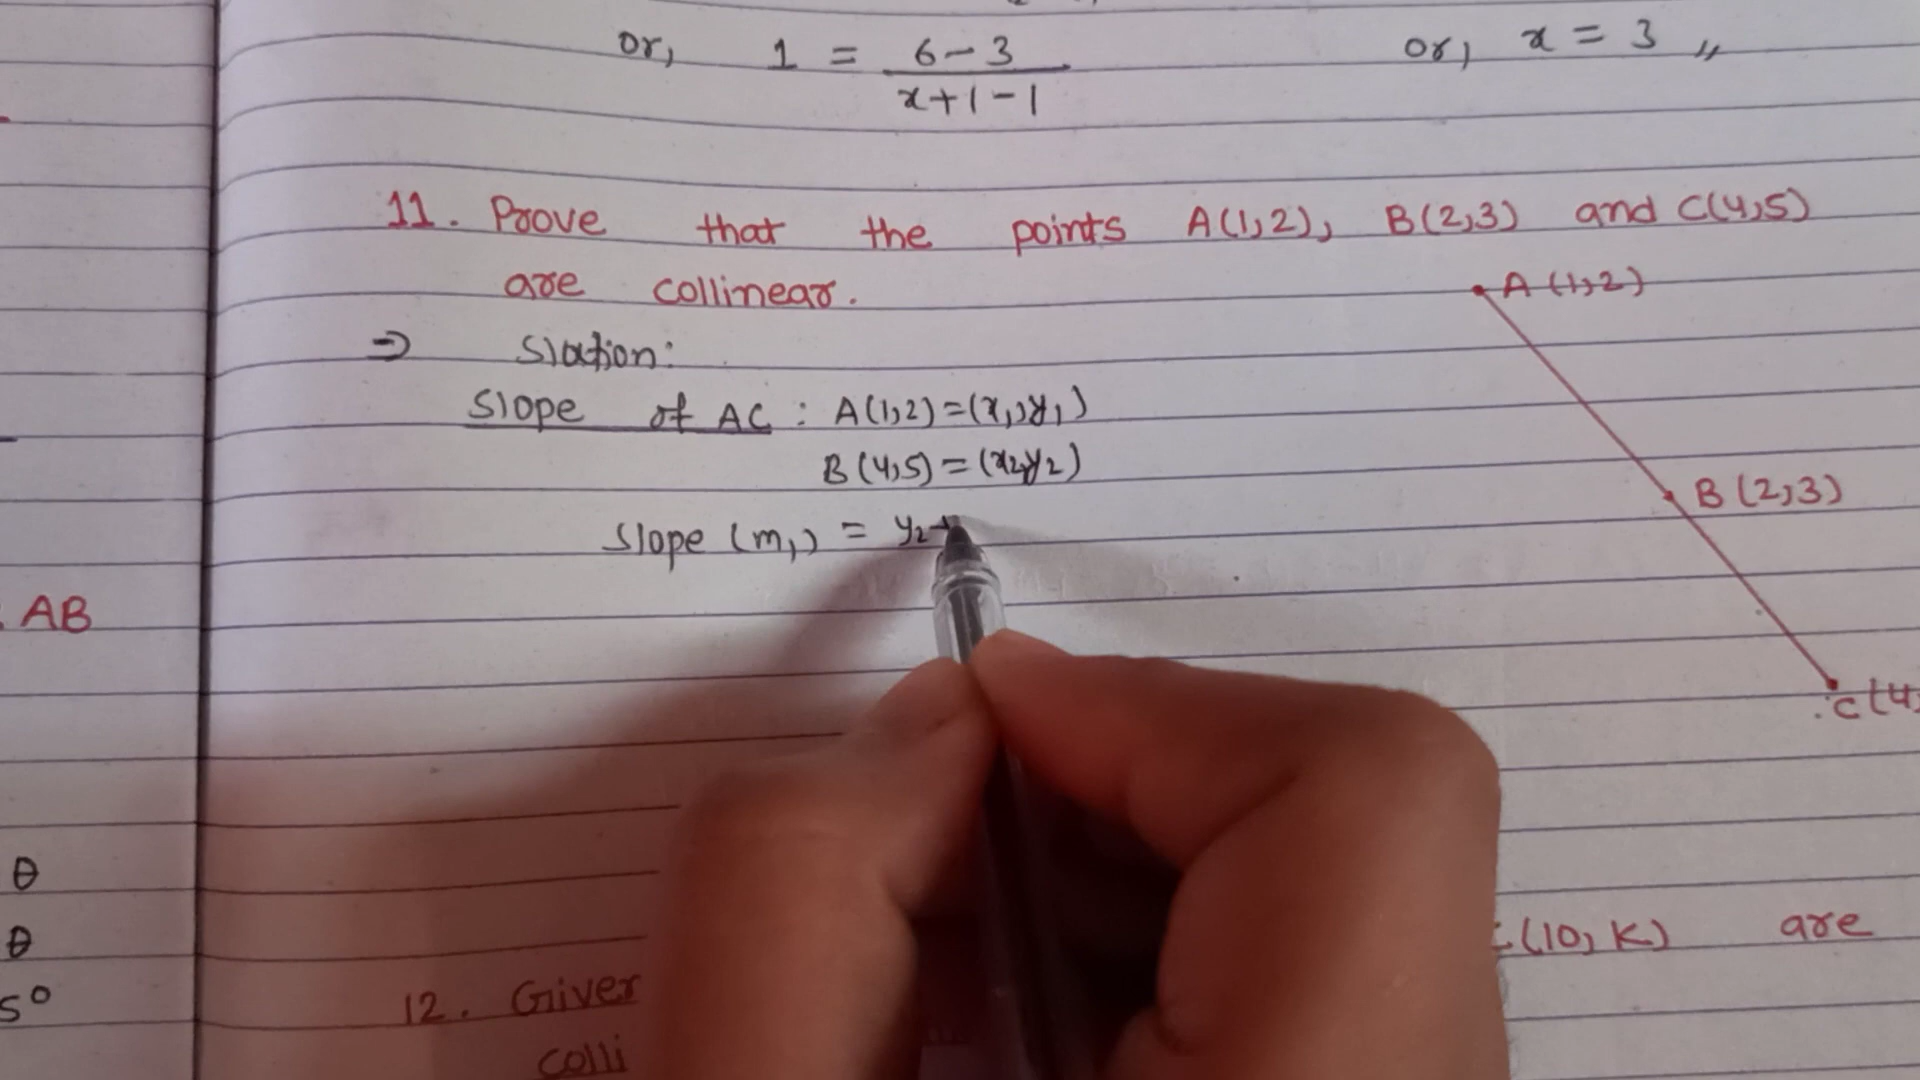 or, 1 = 6-3 / x+1-1
or, x = 3 ,,
11. Prove that the points A(1,2), B(2,3) and C(4,5)
are collinear.
A(1,2)
⇒ Slation:
Slope of AC : A(1,2)=(x₁,y₁)
B(4,5)=(x₂,y₂)
B(2,3)
Slope (m₁) = y₂-
AB
C(4,
θ
C(10, K) are
θ
5°
12. Given
colli